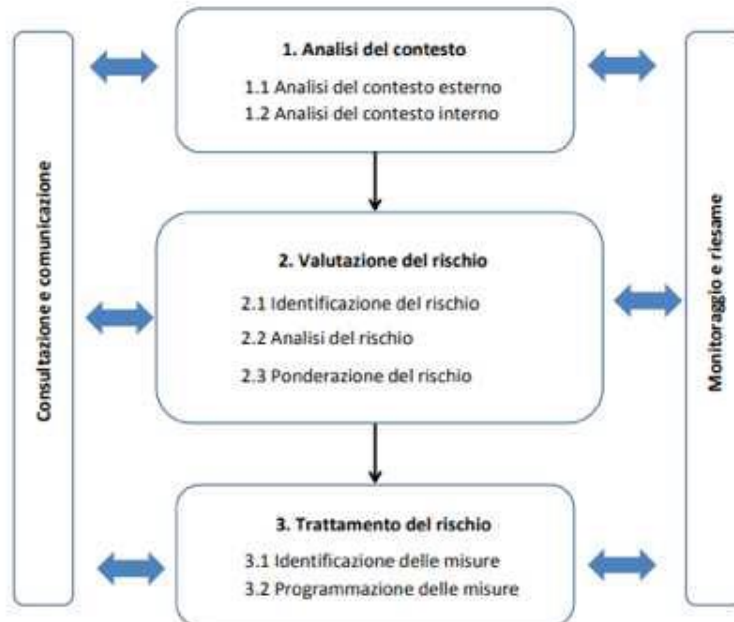 Consultazione e comunicazione
1. Analisi del contesto
1.1 Analisi del contesto esterno
1.2 Analisi del contesto interno
2. Valutazione del rischio
2.1 Identificazione del rischio
2.2 Analisi del rischio
2.3 Ponderazione del rischio
3. Trattamento del rischio
3.1 Identificazione delle misure
3.2 Programmazione delle misure
Monitoraggio e riesame